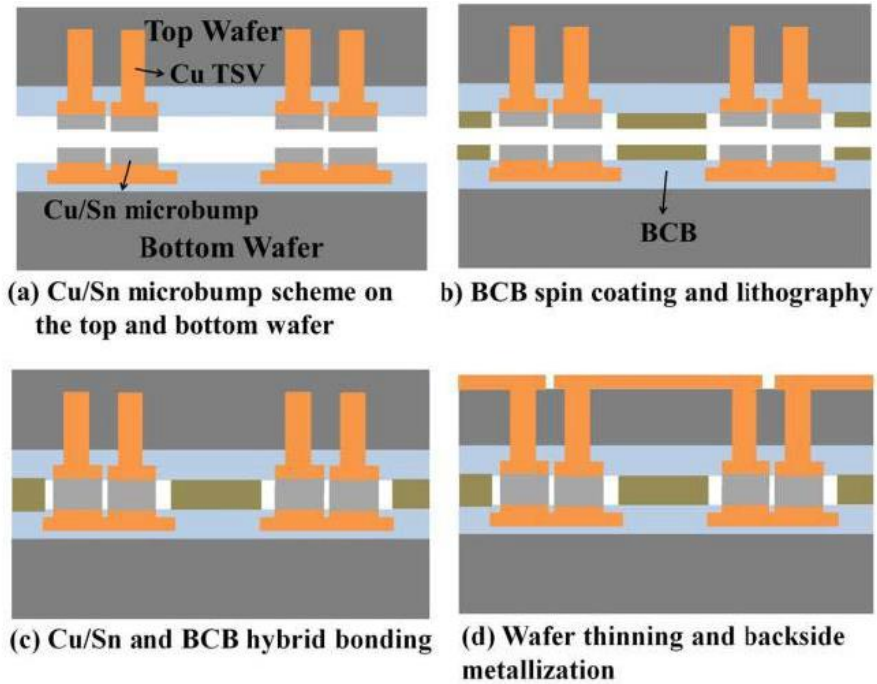 Top Wafer
Cu TSV
Cu/Sn microbump
Bottom Wafer
(a) Cu/Sn microbump scheme on
the top and bottom wafer
BCB
b) BCB spin coating and lithography
(c) Cu/Sn and BCB hybrid bonding
(d) Wafer thinning and backside
metallization